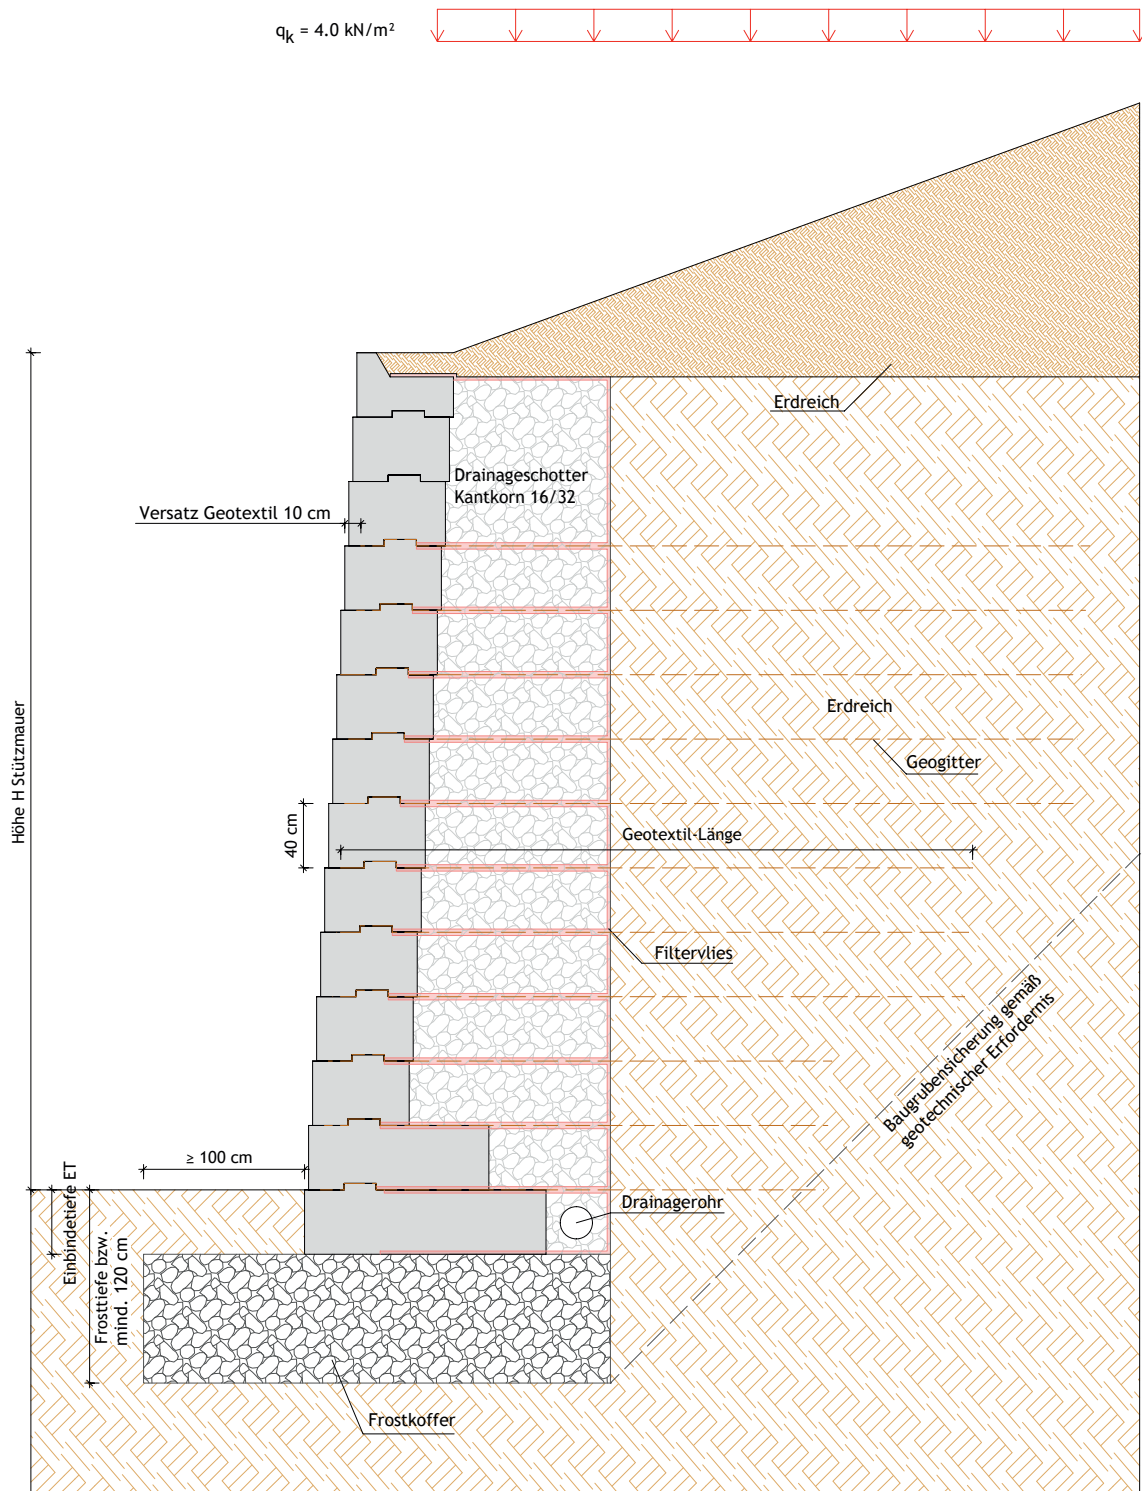 qk = 4.0 kN/m²
Erdreich
Drainageschotter
Kantkorn 16/32
Versatz Geotextil 10 cm
Erdreich
Geogitter
Höhe H Stützmauer
40 cm
Geotextil-Länge
Filtervlies
Baugrubensicherung gemäß
geotechnischer Erfordernis
≥ 100 cm
Einbindetiefe ET
Drainagerohr
Frosttiefe bzw.
mind. 120 cm
Frostkoffer